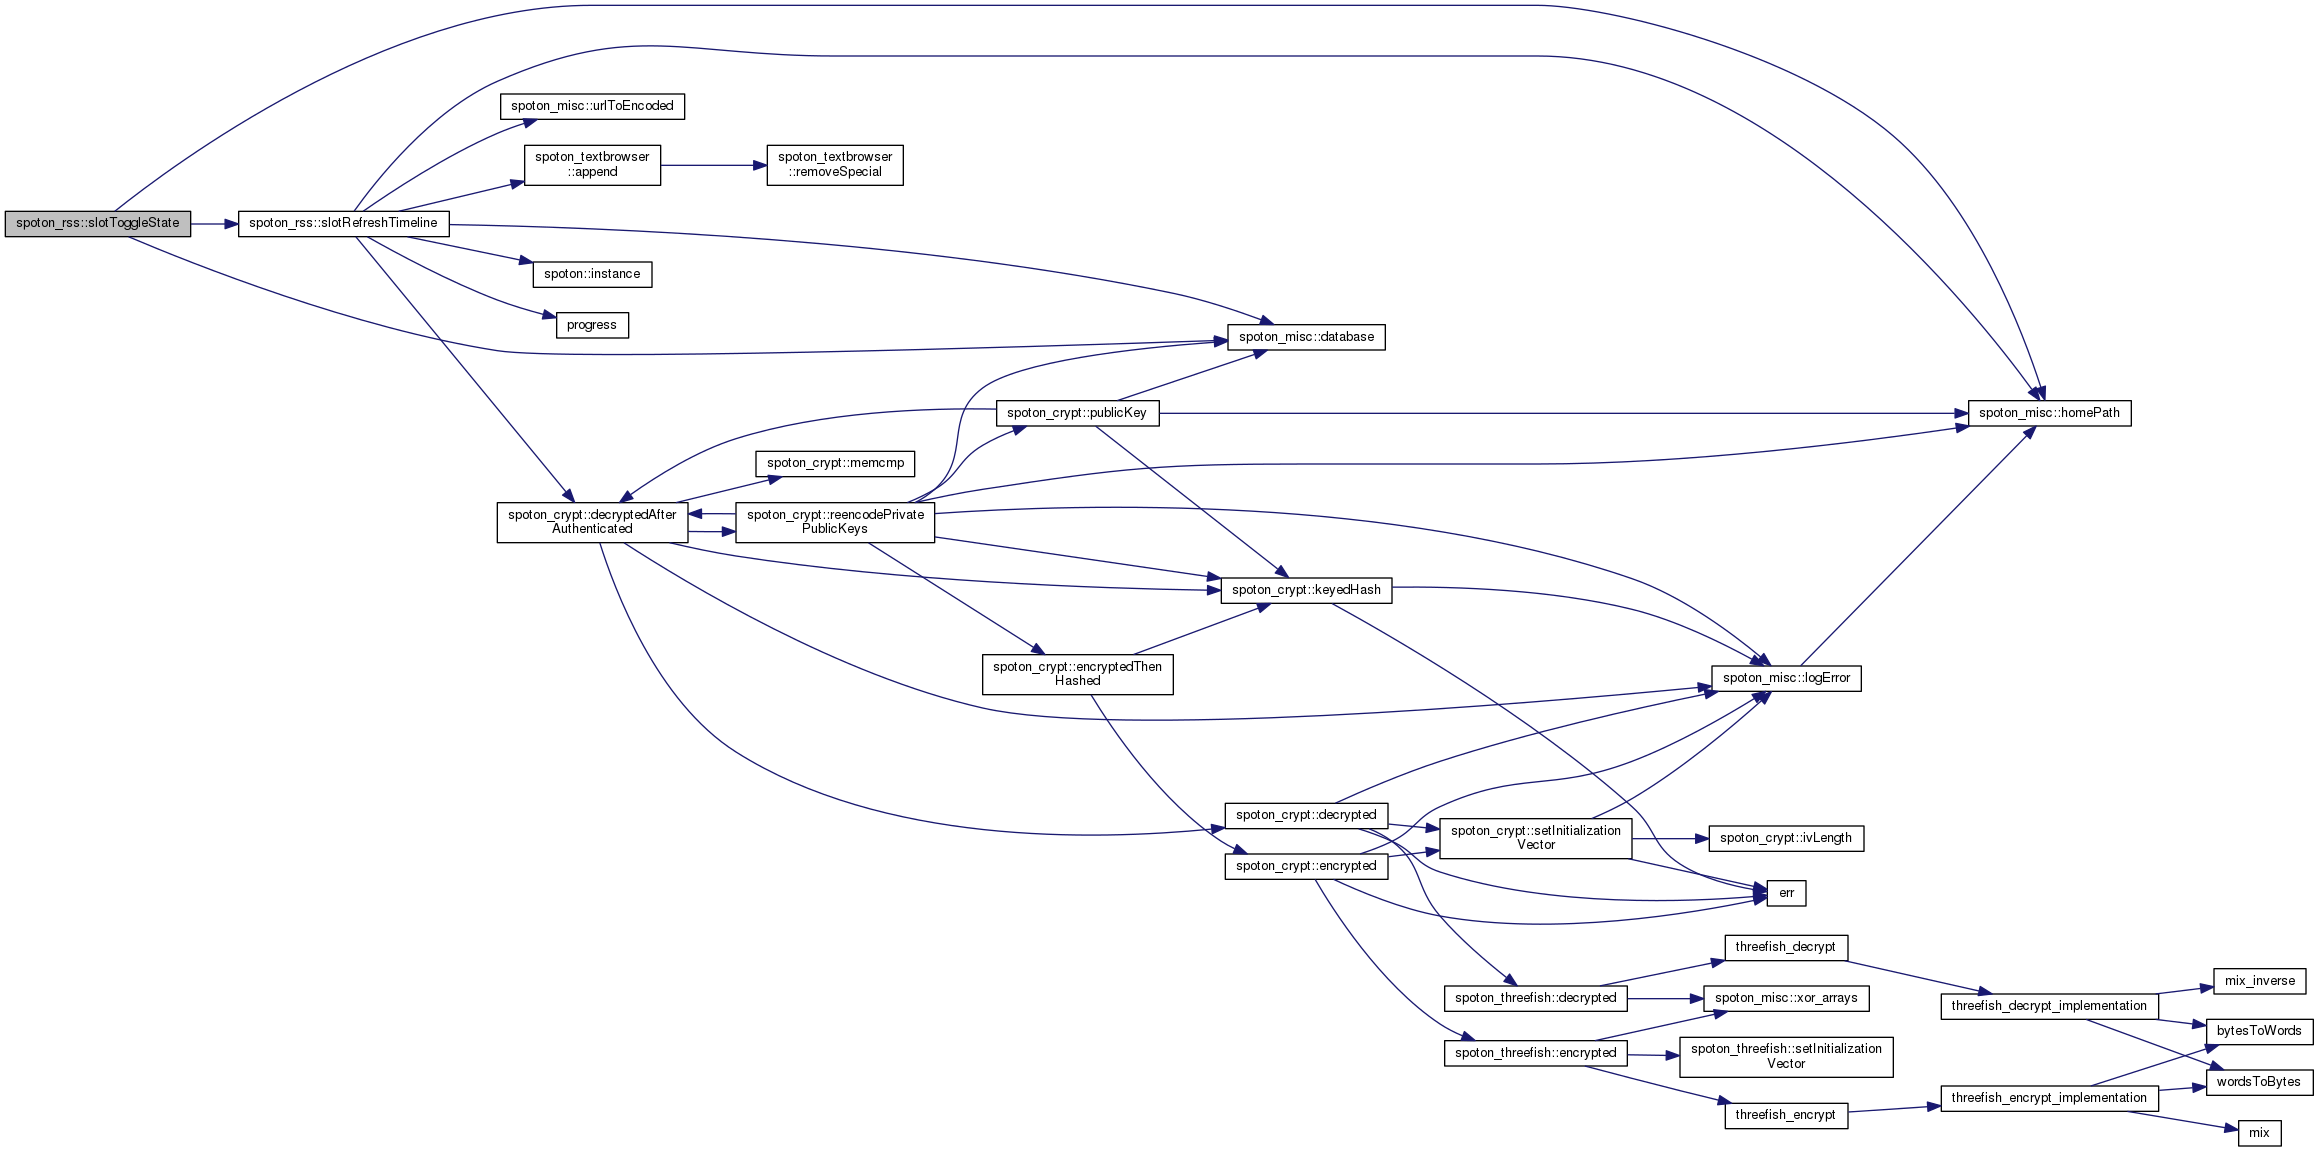 spoton_misc::urlToEncoded
spoton_textbrowser
::append
spoton_textbrowser
::removeSpecial
spoton_rss::slotToggleState
spoton_rss::slotRefreshTimeline
spoton::instance
progress
spoton_misc::database
spoton_crypt::publicKey
spoton_misc::homePath
spoton_crypt::memcmp
spoton_crypt::decryptedAfter
Authenticated
spoton_crypt::reencodePrivate
PublicKeys
spoton_crypt::keyedHash
spoton_crypt::encryptedThen
Hashed
spoton_misc::logError
spoton_crypt::decrypted
spoton_crypt::setInitialization
Vector
spoton_crypt::ivLength
spoton_crypt::encrypted
err
threefish_decrypt
spoton_threefish::decrypted
spoton_misc::xor_arrays
threefish_decrypt_implementation
mix_inverse
bytesToWords
spoton_threefish::encrypted
spoton_threefish::setInitialization
Vector
wordsToBytes
threefish_encrypt
threefish_encrypt_implementation
mix